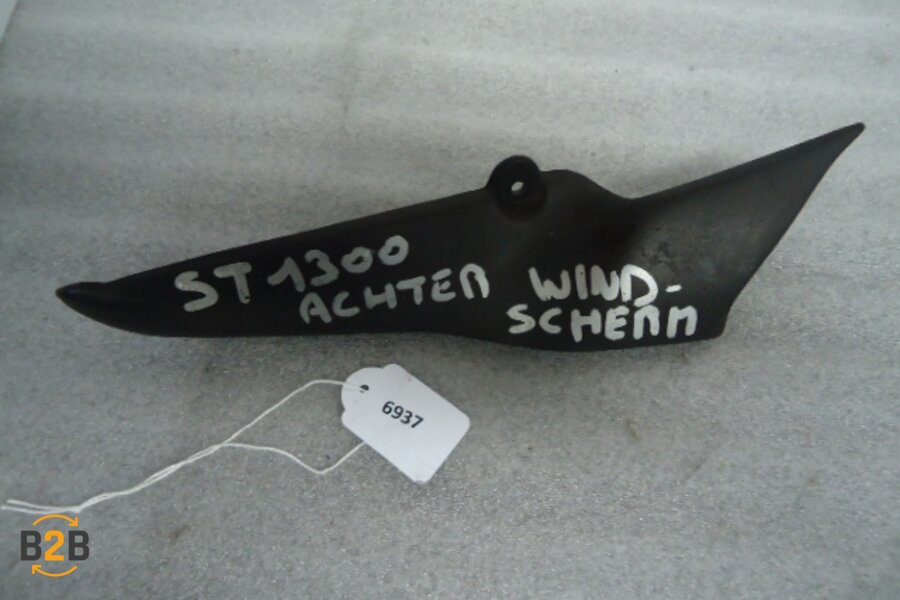 ST 1300
ACHTER WIND-
SCHERM
6937
B2B